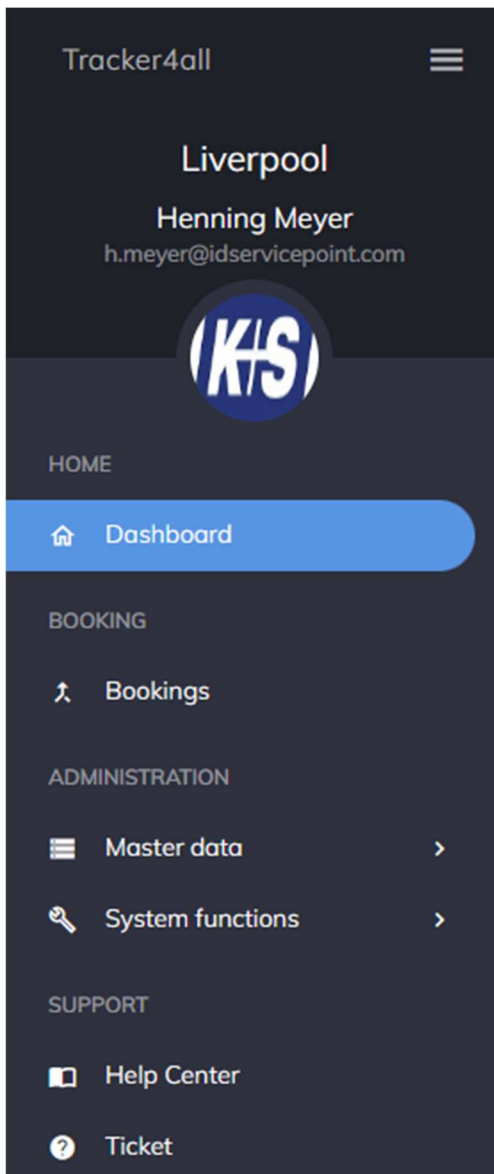 Tracker4all
Liverpool
Henning Meyer
h.meyer@idservicepoint.com
K+S
HOME
Dashboard
BOOKING
Bookings
ADMINISTRATION
Master data
System functions
SUPPORT
Help Center
Ticket